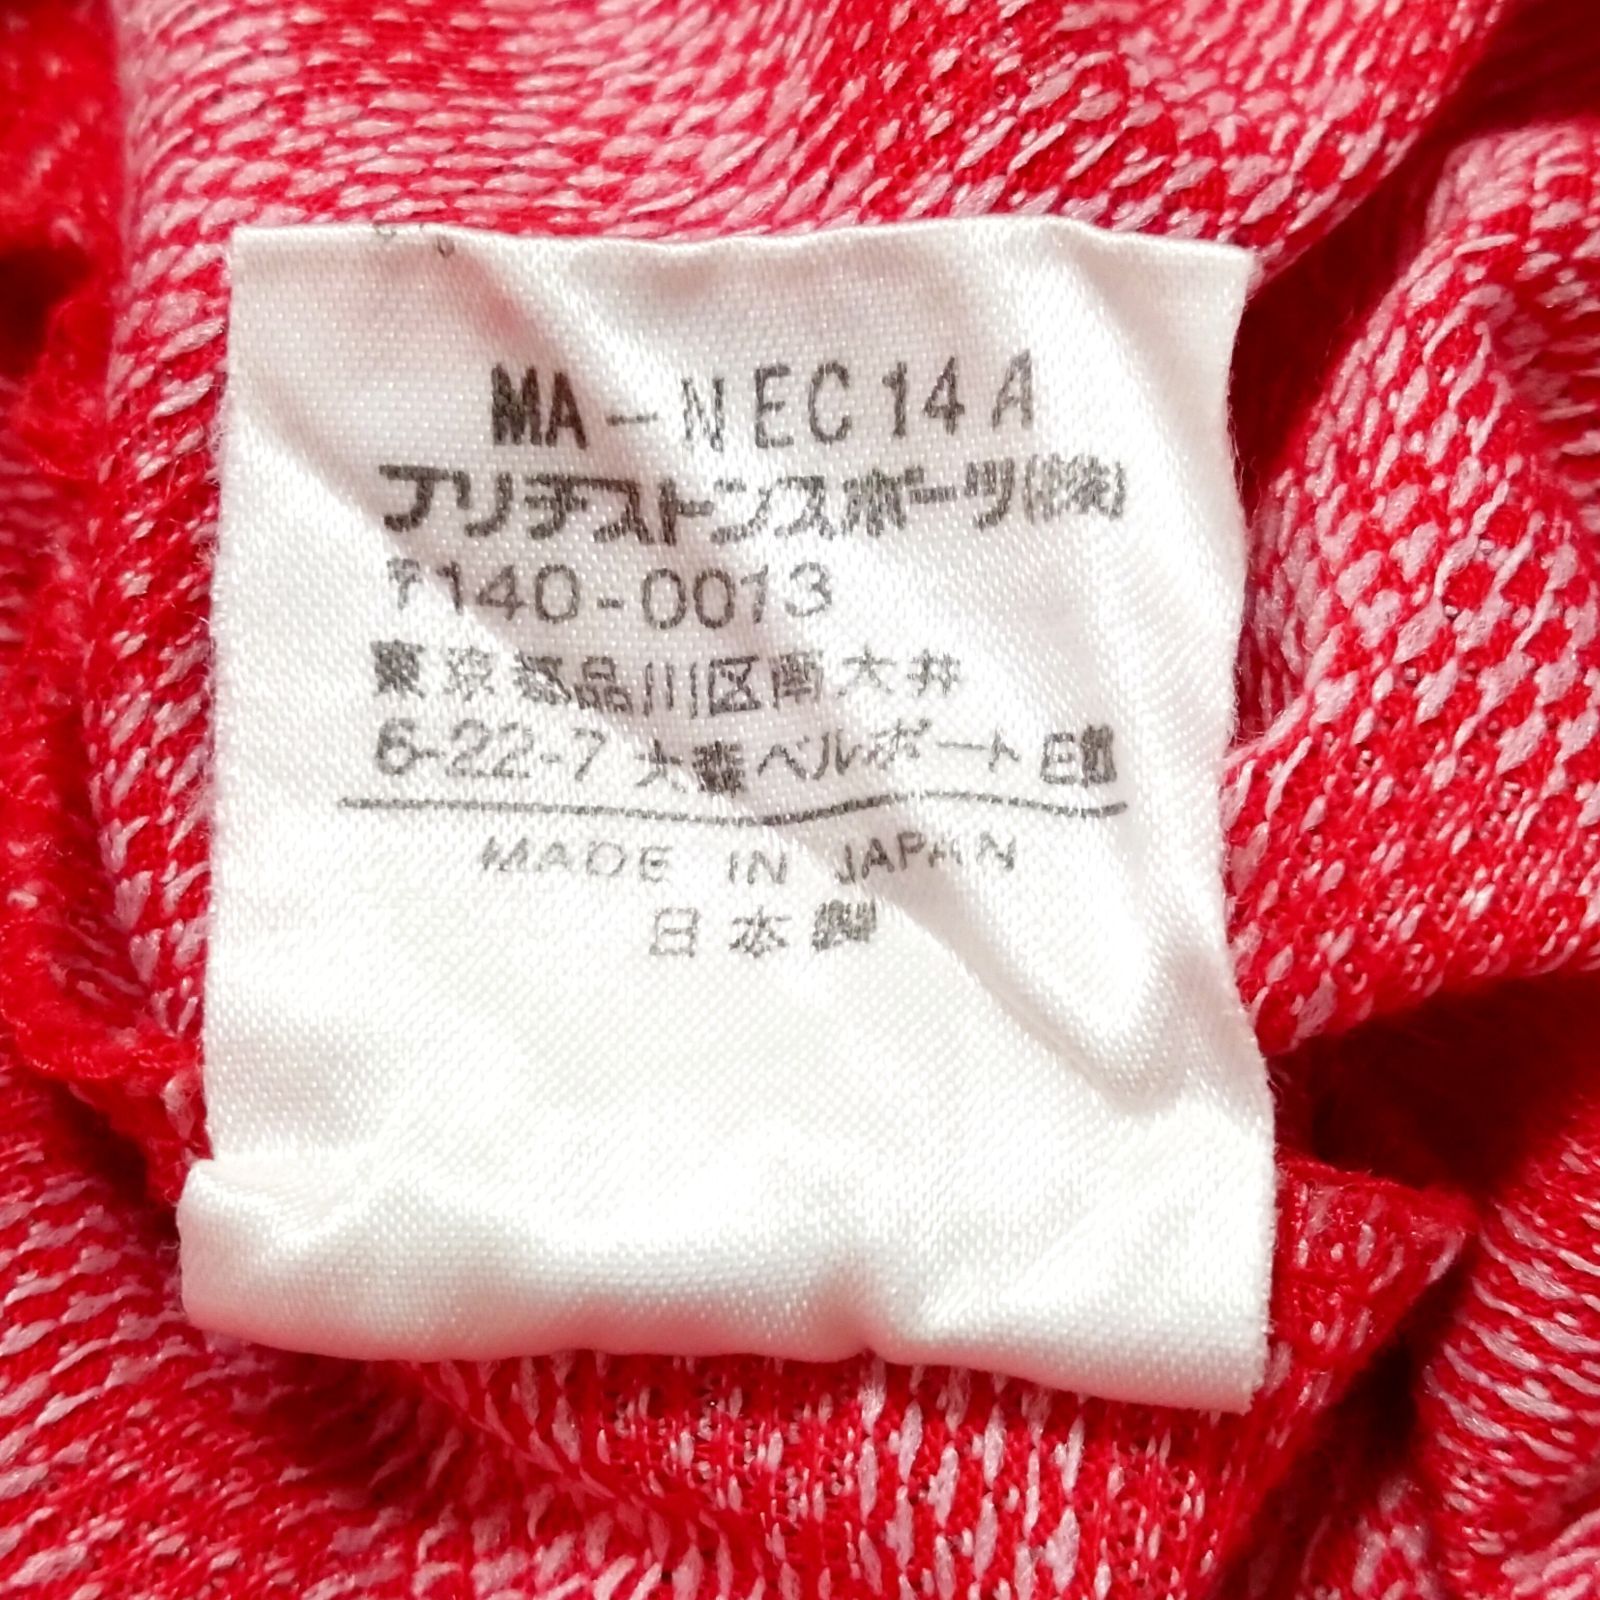 MA-NEC14A
ブリヂストンスポーツ(株)
〒140-0013
東京都品川区南大井
6-22-7 大森ベルポートE館
MADE IN JAPAN
日本製